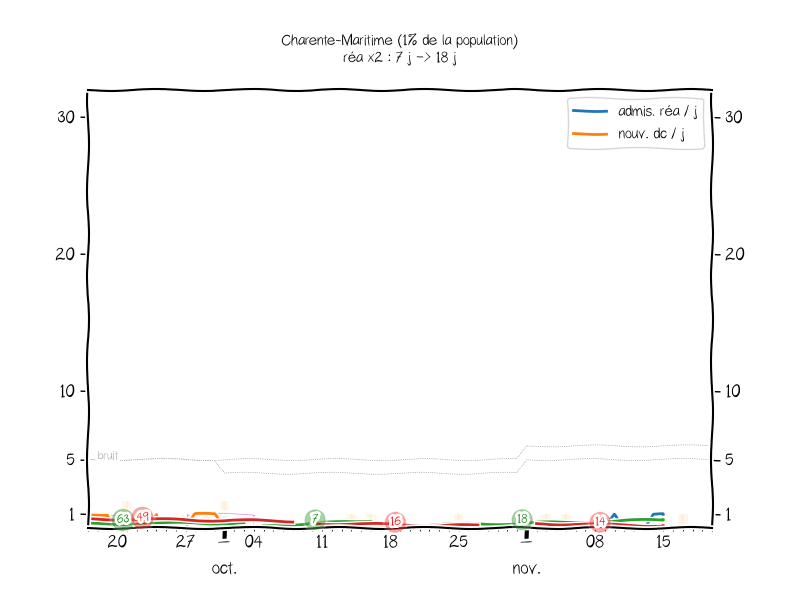 Charente-Maritime (1% de la population)
réa x2 : 7 j -> 18 j
admis. réa / j
nouv. dc / j
30 30
20 20
10 10
5 bruit 5
1 63 49 7 16 18 14 1
20 27 04 11 18 25 08 15
oct. nov.